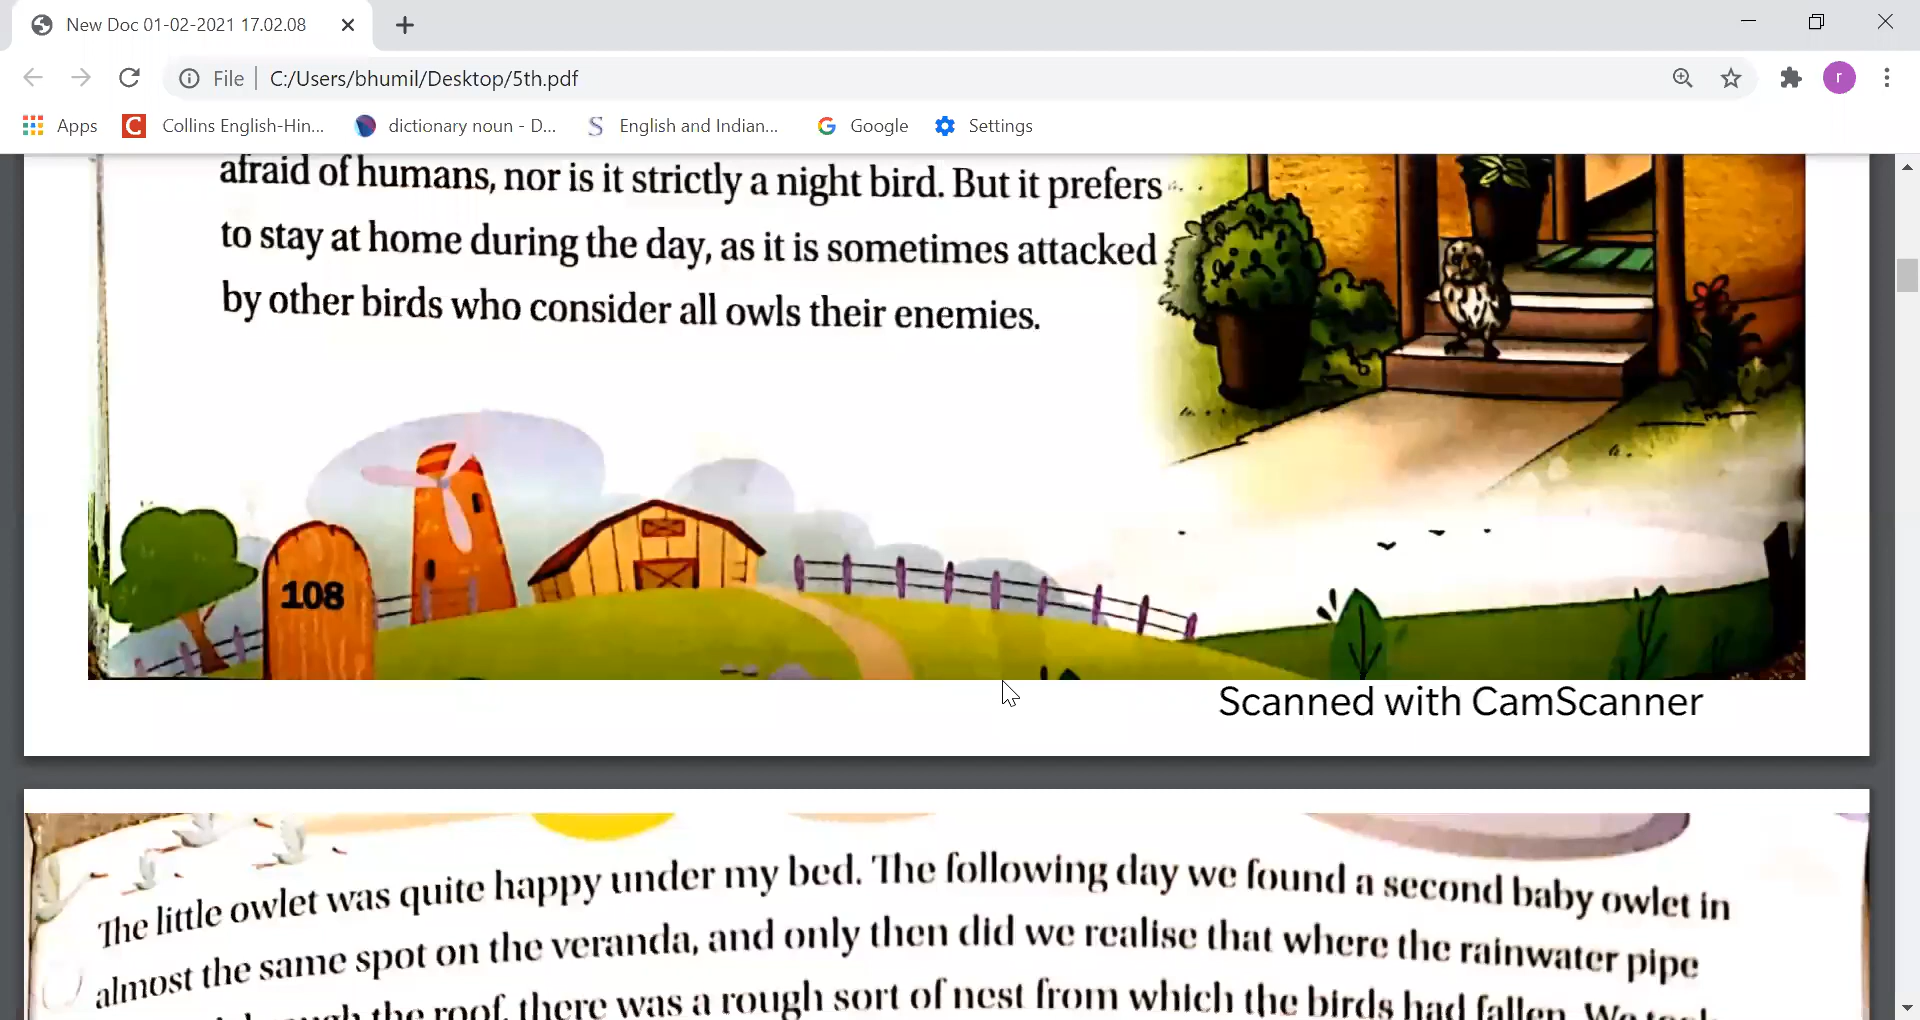 New Doc 01-02-2021 17.02.08
File C:/Users/bhumil/Desktop/5th.pdf
r
Apps Collins English-Hin... dictionary noun - D... English and Indian... Google Settings
afraid of humans, nor is it strictly a night bird. But it prefers
to stay at home during the day, as it is sometimes attacked
by other birds who consider all owls their enemies.
108
Scanned with CamScanner
The little owlet was quite happy under my bed. The following day we found a second baby owlet in
almost the same spot on the veranda, and only then did we realise that where the rainwater pipe
the roof, there was a rough sort of nest from which the birds had fallen. We